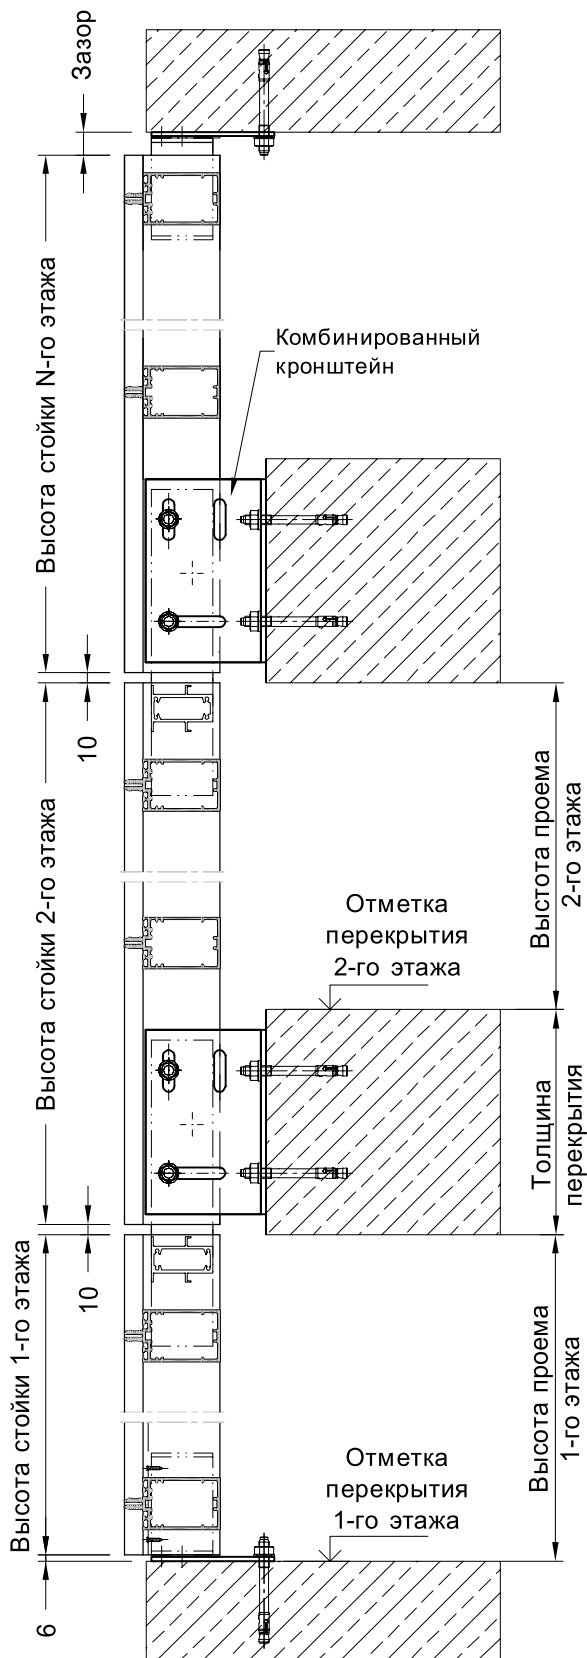 Зазор
Высота стойки N-го этажа
Комбинированный
кронштейн
10
Высота стойки 2-го этажа
Выстота проема
2-го этажа
Отметка
перекрытия
2-го этажа
Толщина
перекрытия
10
Высота стойки 1-го этажа
Высота проема
1-го этажа
Отметка
перекрытия
1-го этажа
6